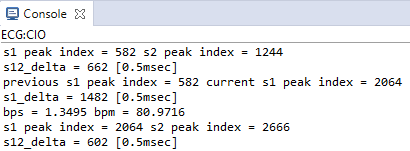 Console
ECG:CIO
s1 peak index = 582 s2 peak index = 1244
s12_delta = 662 [0.5msec]
previous s1 peak index = 582 current s1 peak index = 2064
s1_delta = 1482 [0.5msec]
bps = 1.3495 bpm = 80.9716
s1 peak index = 2064 s2 peak index = 2666
s12_delta = 602 [0.5msec]